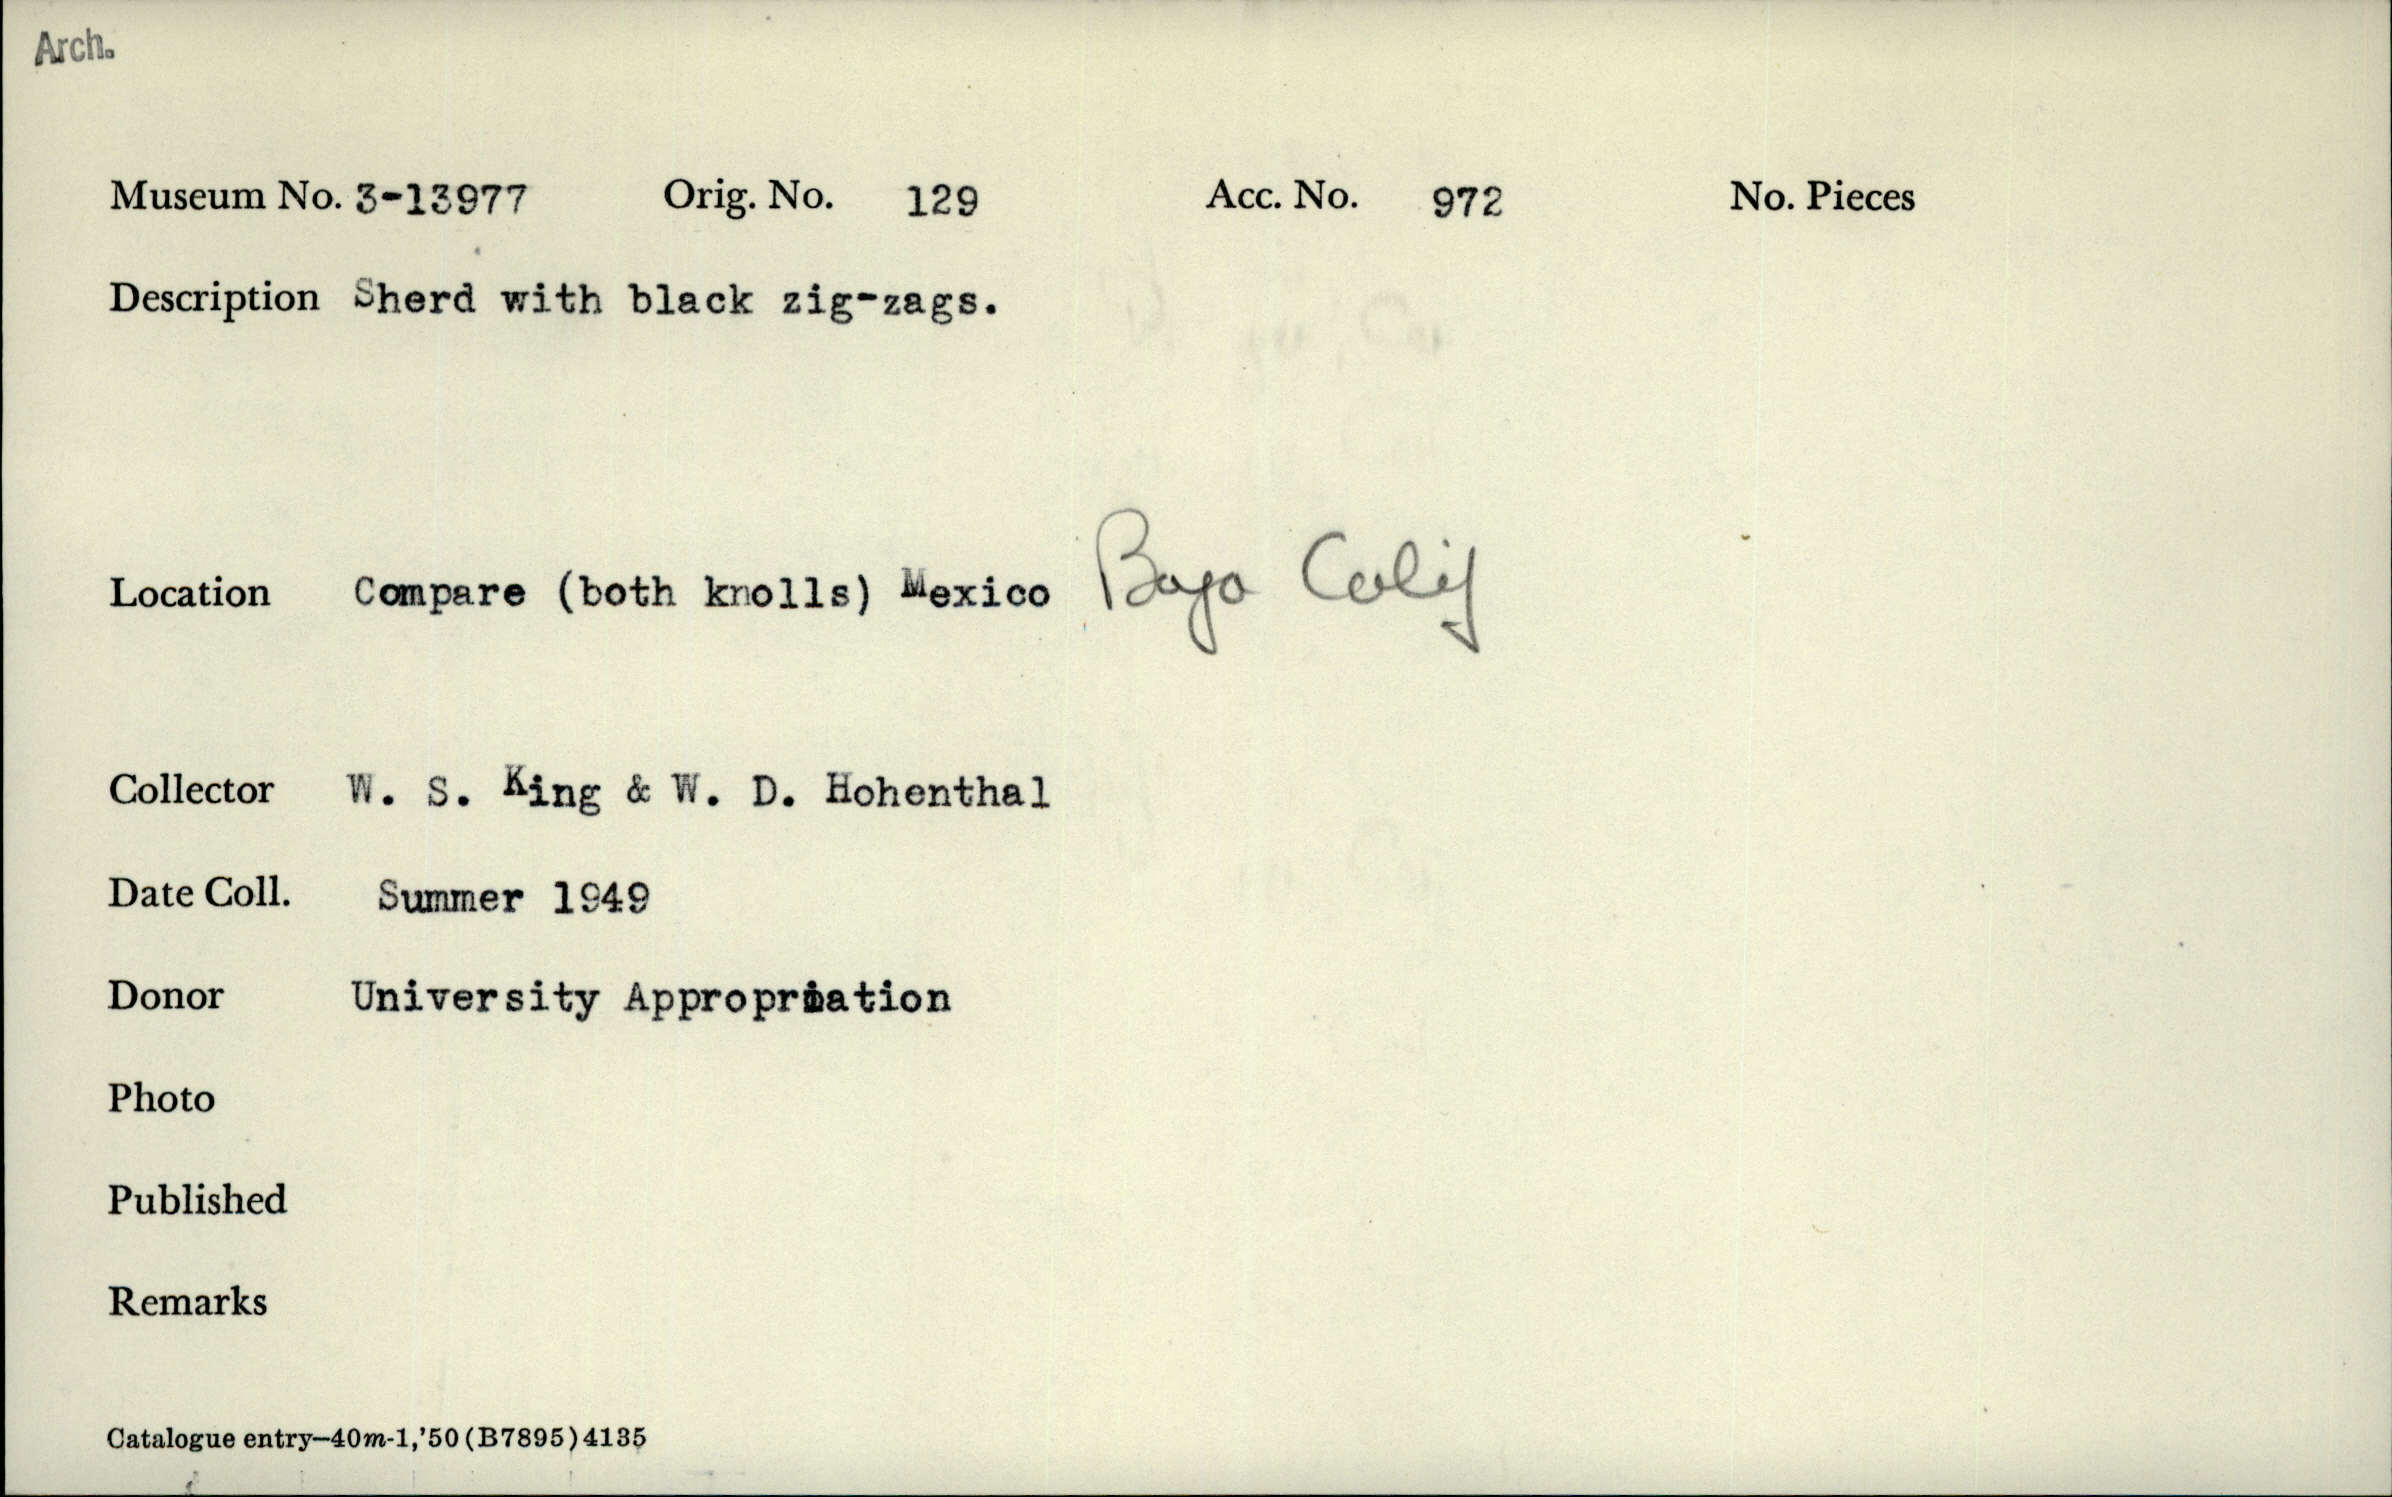 Arch.
Museum No. 3-13977 Orig. No. 129 Acc. No. 972 No. Pieces
Description Sherd with black zig-zags.
Location Compare (both knolls) Mexico Baja Calif
Collector W. S. King & W. D. Hohenthal
Date Coll. Summer 1949
Donor University Appropriation
Photo
Published
Remarks
Catalogue entry—40m-1,'50(B7895)4135